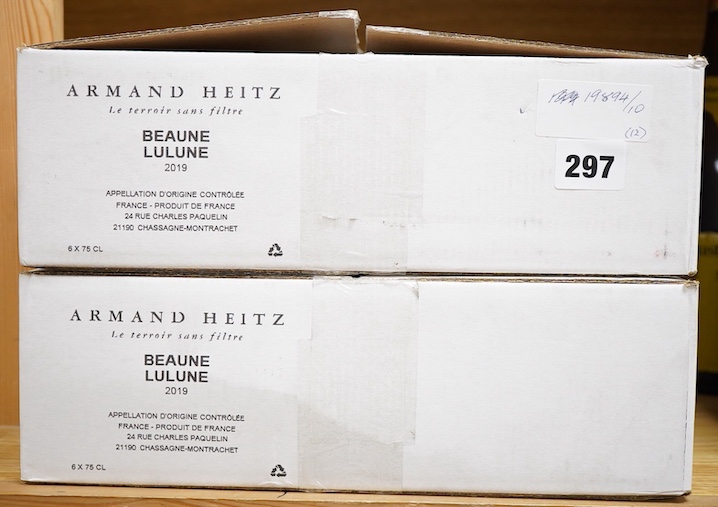 ARMAND HEITZ
Le terroir sans filtre
BEAUNE
LULUNE
2019
APPELLATION D'ORIGINE CONTRÔLÉE
FRANCE - PRODUIT DE FRANCE
24 RUE CHARLES PAQUELIN
21190 CHASSAGNE-MONTRACHET
6 X 75 CL
19894/10
(12)
297
ARMAND HEITZ
Le terroir sans filtre
BEAUNE
LULUNE
2019
APPELLATION D'ORIGINE CONTRÔLÉE
FRANCE - PRODUIT DE FRANCE
24 RUE CHARLES PAQUELIN
21190 CHASSAGNE-MONTRACHET
6 X 75 CL